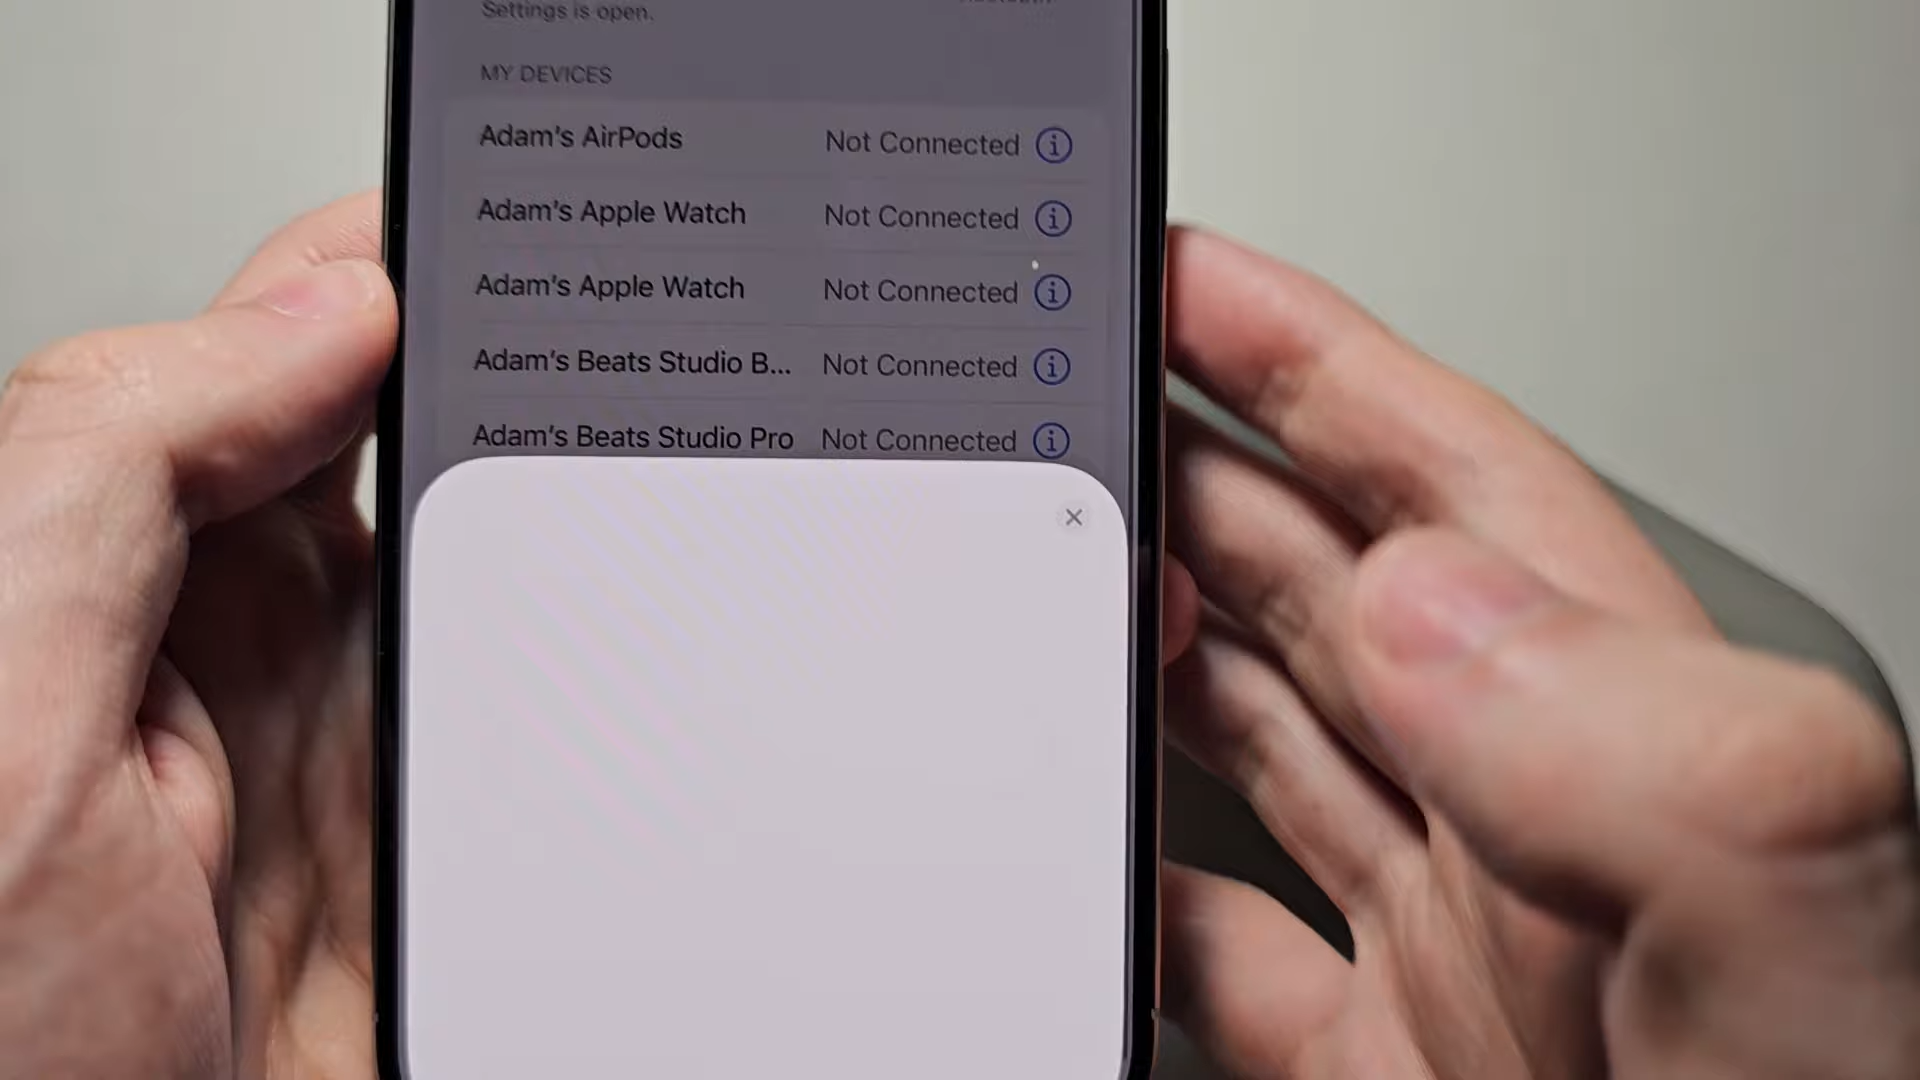 Settings is open.
MY DEVICES
Adam's AirPods Not Connected
Adam's Apple Watch Not Connected
Adam's Apple Watch Not Connected
Adam's Beats Studio B... Not Connected
Adam's Beats Studio Pro Not Connected